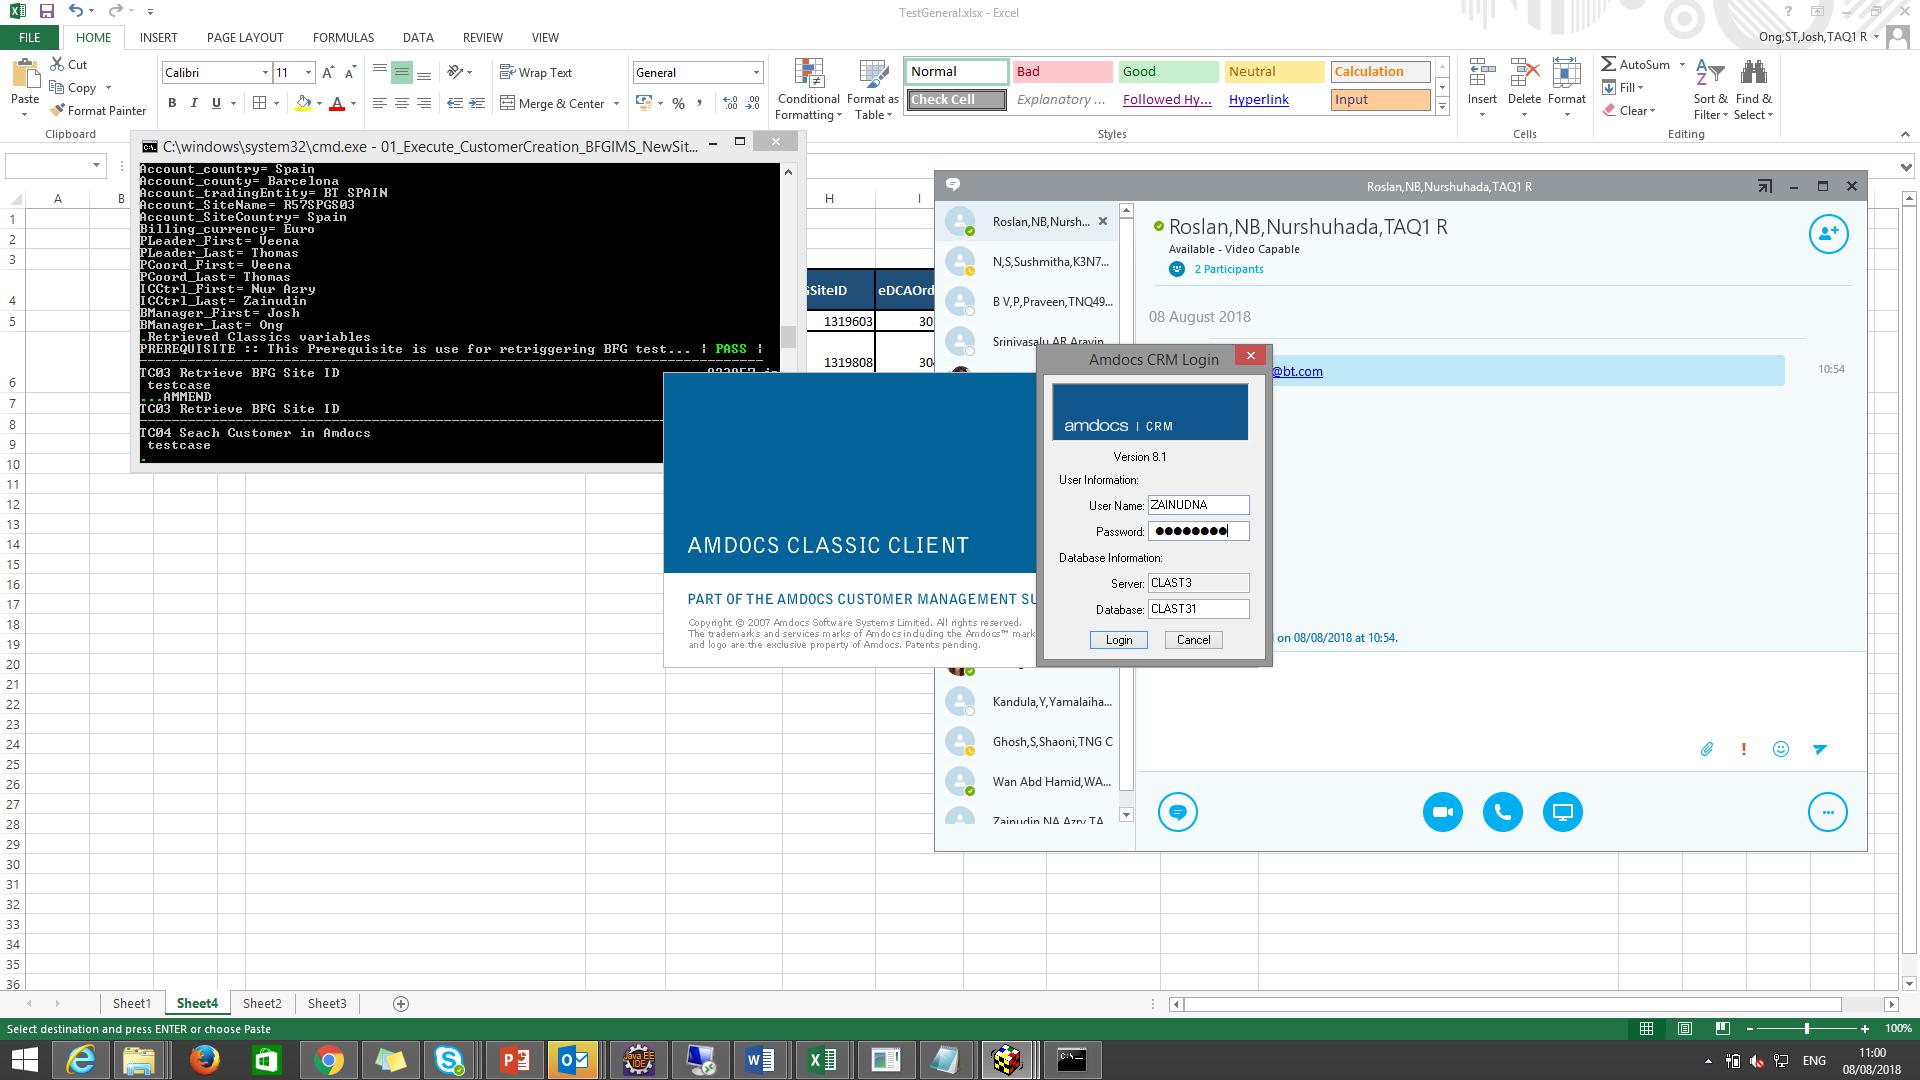 TestGeneral.xlsx - Excel
FILE HOME INSERT PAGE LAYOUT FORMULAS DATA REVIEW VIEW
Ong,ST,Josh,TAQ1 R
Paste
Cut
Copy
Format Painter
Clipboard
Calibri 11
B I U
Wrap Text
Merge & Center
General
%
Conditional Formatting
Format as Table
Normal Bad Good Neutral Calculation
Check Cell Explanatory ... Followed Hy... Hyperlink Input
Styles
Insert Delete Format
Cells
AutoSum
Fill
Clear
Sort & Filter
Find & Select
Editing
C:\windows\system32\cmd.exe - 01_Execute_CustomerCreation_BFGIMS_NewSit...
Account_country= Spain
Account_county= Barcelona
Account_tradingEntity= BT SPAIN
Account_SiteName= R57SPGS03
Account_SiteCountry= Spain
Billing_currency= Euro
PLeader_First= Veena
PLeader_Last= Thomas
PCoord_First= Veena
PCoord_Last= Thomas
ICCtrl_First= Nur Azry
ICCtrl_Last= Zainudin
BManager_First= Josh
BManager_Last= Ong
.Retrieved Classics variables
PREREQUISITE :: This Prerequisite is use for retriggering BFG test... | PASS |
TC03 Retrieve BFG Site ID
testcase
...AMMEND
TC03 Retrieve BFG Site ID
TC04 Seach Customer in Amdocs
testcase
.
A B H I
1
2
3
4
5
6
7
8
9
10
11
12
13
14
15
16
17
18
19
20
21
22
23
24
25
26
27
28
29
30
31
32
33
34
35
36
SiteID eDCAOrd
1319603 30
1319808 30
AMDOCS CLASSIC CLIENT
PART OF THE AMDOCS CUSTOMER MANAGEMENT SU
Copyright © 2007 Amdocs Software Systems Limited. All rights reserved.
The trademarks and services marks of Amdocs including the Amdocs™ mark
and logo are the exclusive property of Amdocs. Patents pending.
Amdocs CRM Login
amdocs | CRM
Version 8.1
User Information:
User Name: ZAINUDNA
Password: ●●●●●●●●
Database Information:
Server: CLAST3
Database: CLAST31
Login Cancel
Roslan,NB,Nurshuhada,TAQ1 R
Roslan,NB,Nursh...
N,S,Sushmitha,K3N7...
B V,P,Praveen,TNQ49...
Srinivasalu,AR,Aravin
Kandula,Y,Yamalaiha...
Ghosh,S,Shaoni,TNG C
Wan Abd Hamid,WA...
Zainudin,NA,Azry,TA
Roslan,NB,Nurshuhada,TAQ1 R
Available - Video Capable
2 Participants
08 August 2018
@bt.com 10:54
on 08/08/2018 at 10:54.
Sheet1 Sheet4 Sheet2 Sheet3
Select destination and press ENTER or choose Paste
100%
ENG
11:00
08/08/2018